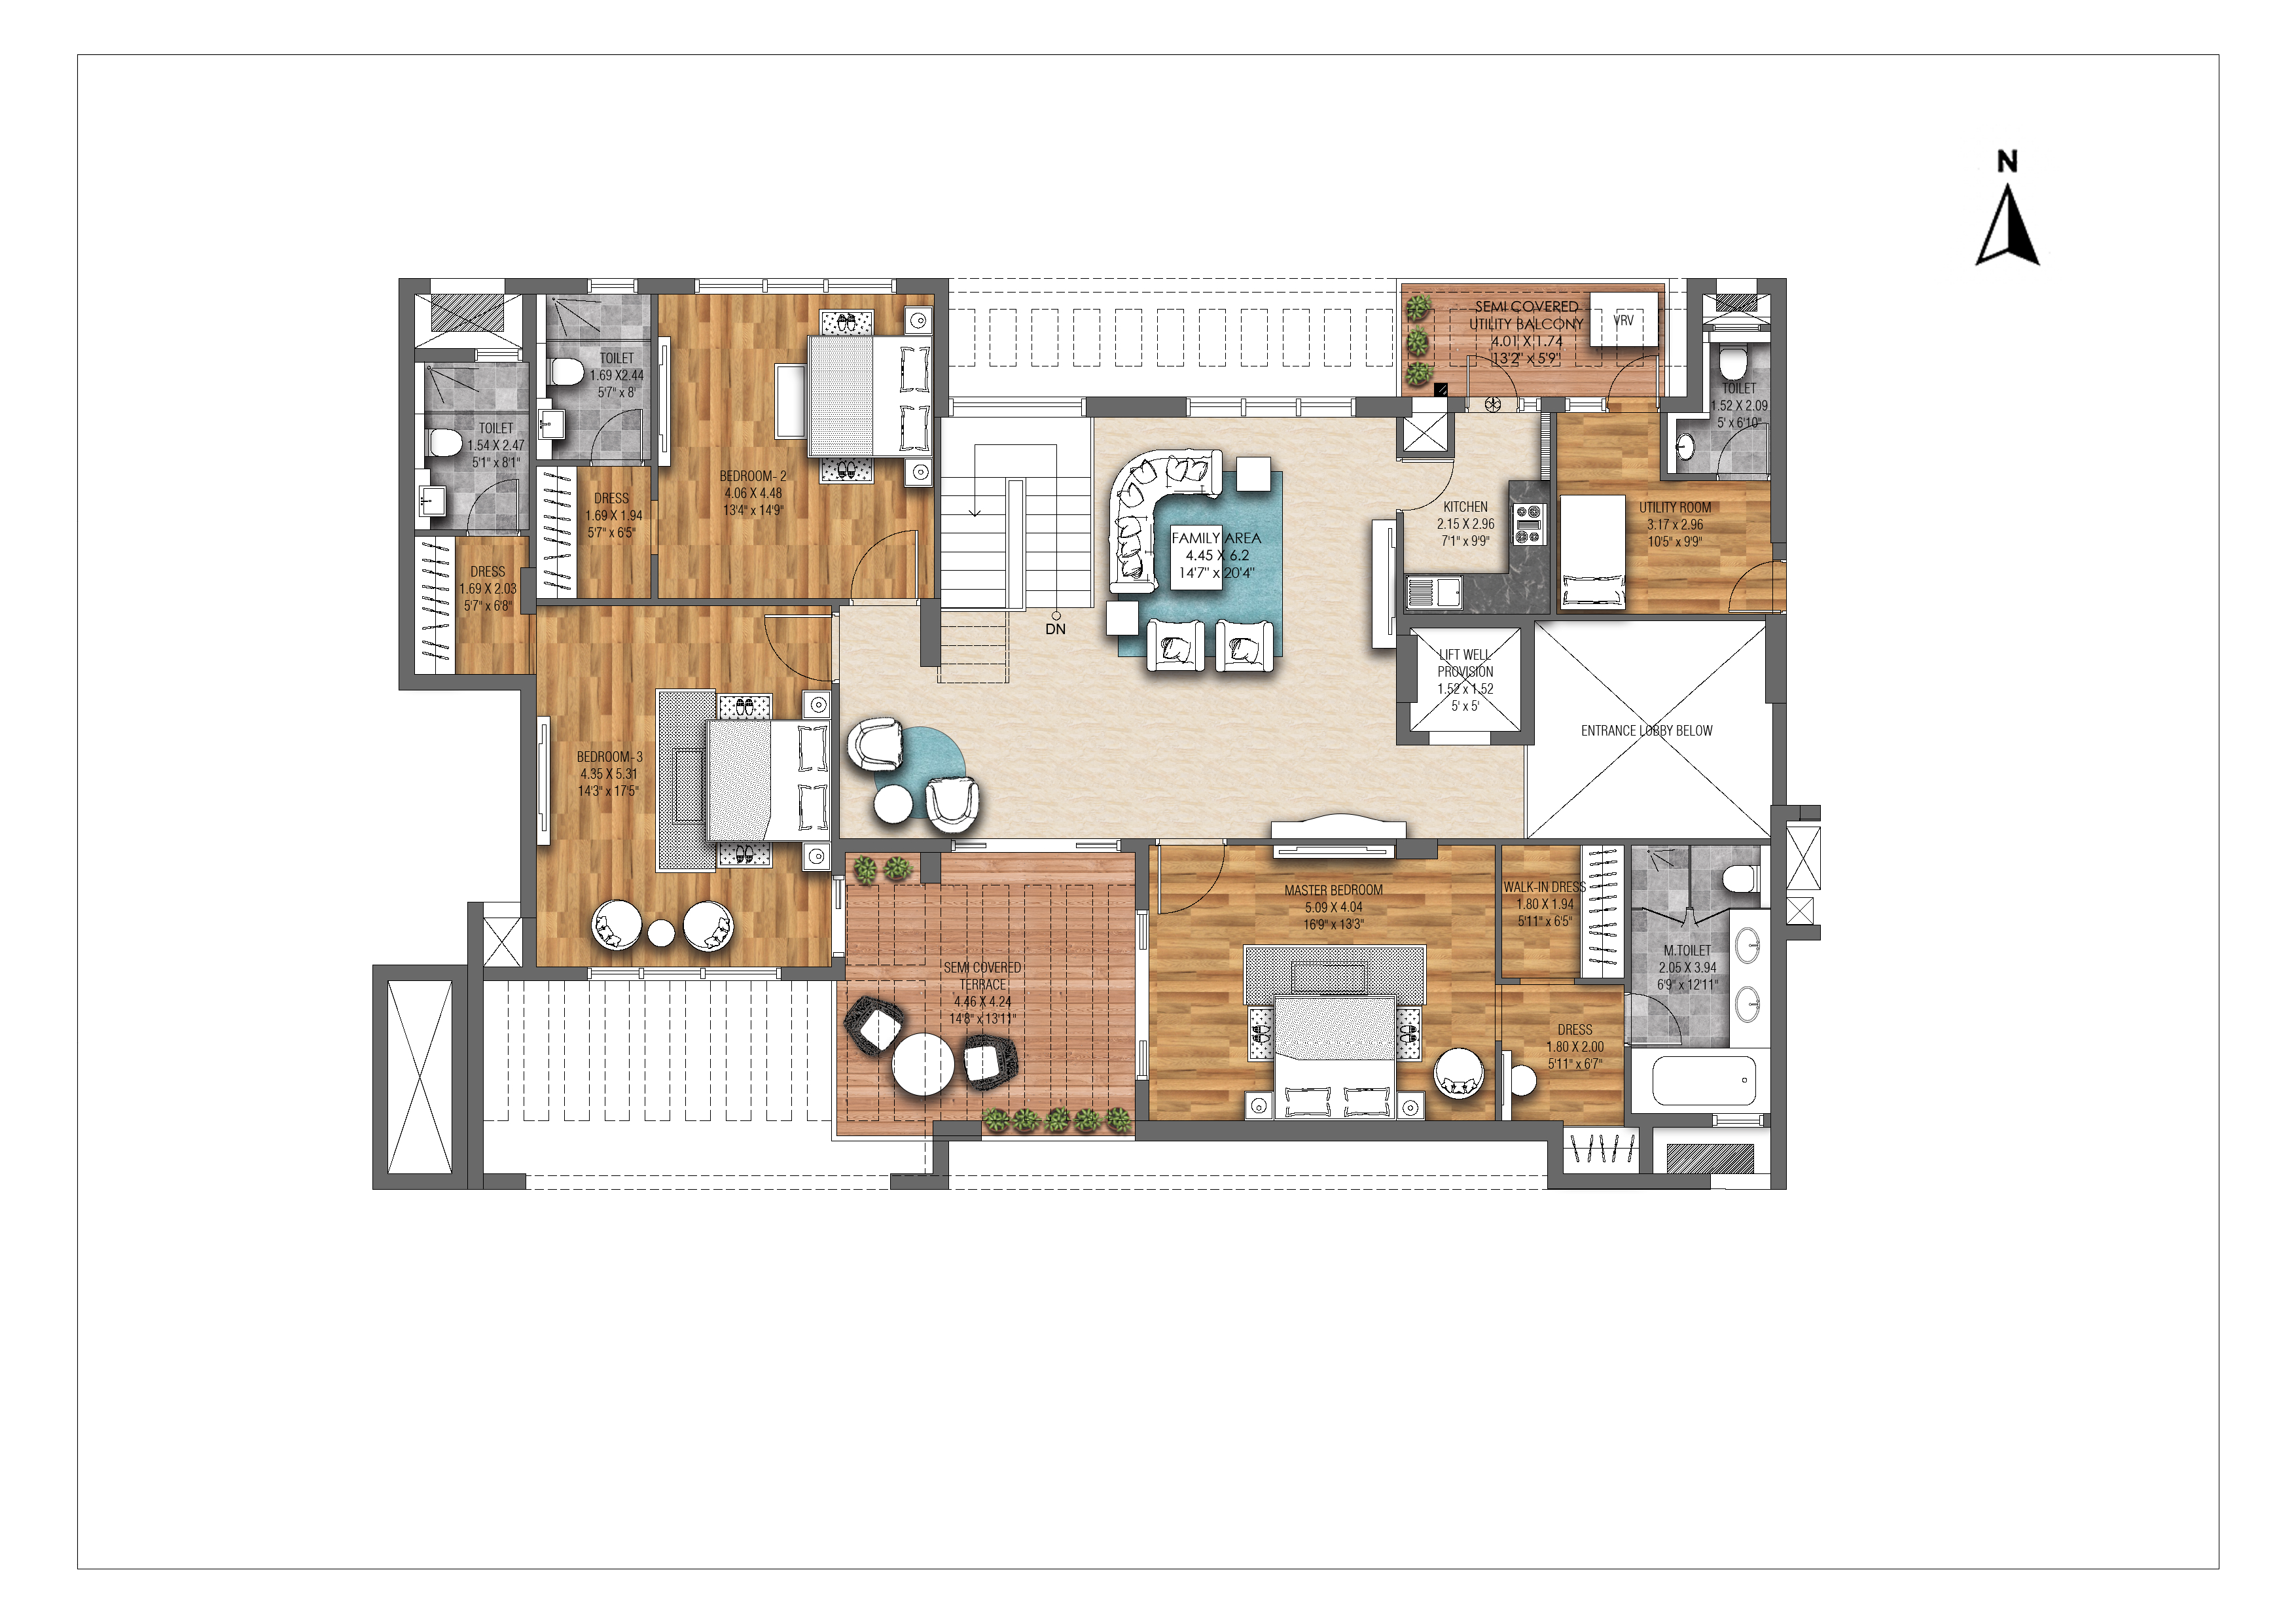 N
SEMI COVERED
UTILITY BALCONY
4.01 X 1.74
13'2" x 5'9"
VRV
TOILET
1.69 X2.44
5'7" x 8'
TOILET
1.52 X 2.09
5' x 6'10"
TOILET
1.54 X 2.47
5'1" x 8'1"
BEDROOM- 2
4.06 X 4.48
13'4" x 14'9"
DRESS
1.69 X 1.94
5'7" x 6'5"
KITCHEN
2.15 X 2.96
7'1" x 9'9"
UTILITY ROOM
3.17 x 2.96
10'5" x 9'9"
FAMILY AREA
4.45 X 6.2
14'7" x 20'4"
DRESS
1.69 X 2.03
5'7" x 6'8"
DN
LIFT WELL
PROVISION
1.52 x 1.52
5' x 5'
ENTRANCE LOBBY BELOW
BEDROOM-3
4.35 X 5.31
14'3" x 17'5"
MASTER BEDROOM
5.09 X 4.04
16'9" x 13'3"
WALK-IN DRESS
1.80 X 1.94
5'11" x 6'5"
M.TOILET
2.05 X 3.94
6'9" x 12'11"
SEMI COVERED
TERRACE
4.46 X 4.24
14'8" x 13'11"
DRESS
1.80 X 2.00
5'11" x 6'7"